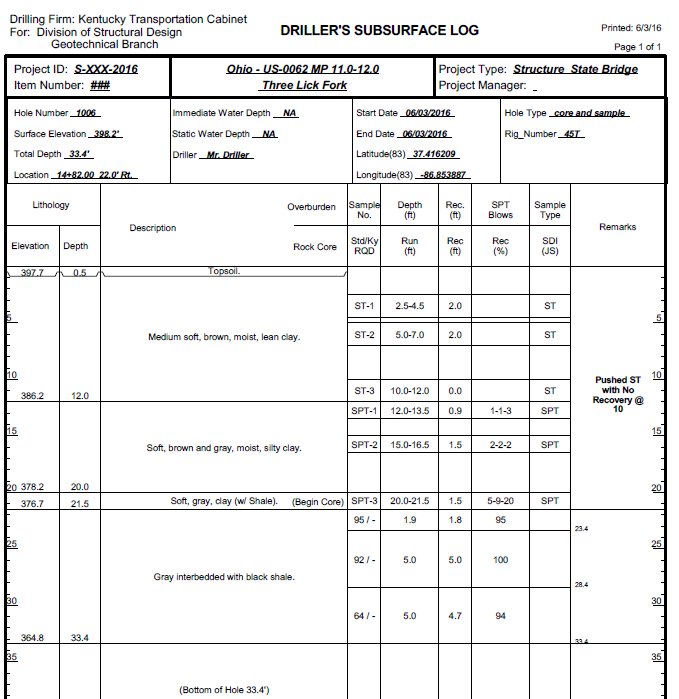 Drilling Firm: Kentucky Transportation Cabinet
For: Division of Structural Design
Geotechnical Branch
DRILLER'S SUBSURFACE LOG
Printed: 6/3/16
Page 1 of 1
Project ID: S-XXX-2016
Item Number: ###
Ohio - US-0062 MP 11.0-12.0
Three Lick Fork
Project Type: Structure State Bridge
Project Manager: _
Hole Number 1006
Surface Elevation 398.2'
Total Depth 33.4'
Location 14+82.00 22.0' Rt.
Immediate Water Depth NA
Static Water Depth NA
Driller Mr. Driller
Start Date 06/03/2016
End Date 06/03/2016
Latitude(83) 37.416209
Longitude(83) -86.853887
Hole Type core and sample
Rig_Number 45T
Lithology
Elevation Depth
Description
Overburden
Rock Core
Sample No. Depth (ft) Rec. (ft) SPT Blows Sample Type
Std/Ky RQD Run (ft) Rec (ft) Rec (%) SDI (JS)
Remarks
397.7 0.5 Topsoil.
ST-1 2.5-4.5 2.0 ST
5 5
ST-2 5.0-7.0 2.0 ST
Medium soft, brown, moist, lean clay.
10 10
Pushed ST
with No
Recovery @
10
386.2 12.0 ST-3 10.0-12.0 0.0 ST
SPT-1 12.0-13.5 0.9 1-1-3 SPT
15 15
Soft, brown and gray, moist, silty clay. SPT-2 15.0-16.5 1.5 2-2-2 SPT
20 378.2 20.0 20
376.7 21.5 Soft, gray, clay (w/ Shale). (Begin Core) SPT-3 20.0-21.5 1.5 5-9-20 SPT
95 / - 1.9 1.8 95
23.4
25 25
92 / - 5.0 5.0 100
Gray interbedded with black shale.
28.4
30 30
64 / - 5.0 4.7 94
364.8 33.4 33.4
35 35
(Bottom of Hole 33.4')